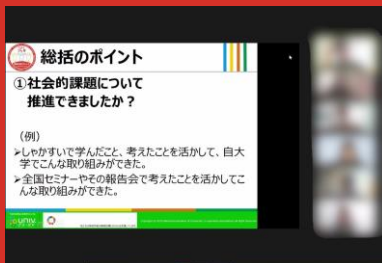 総括のポイント
①社会的課題について
推進できましたか？
（例）
➢しゃかすいで学んだこと、考えたことを活かして、自大
学でこんな取り組みができた。
➢全国セミナーやその報告会で考えたことを活かしてこ
んな取り組みができた。
UNIV